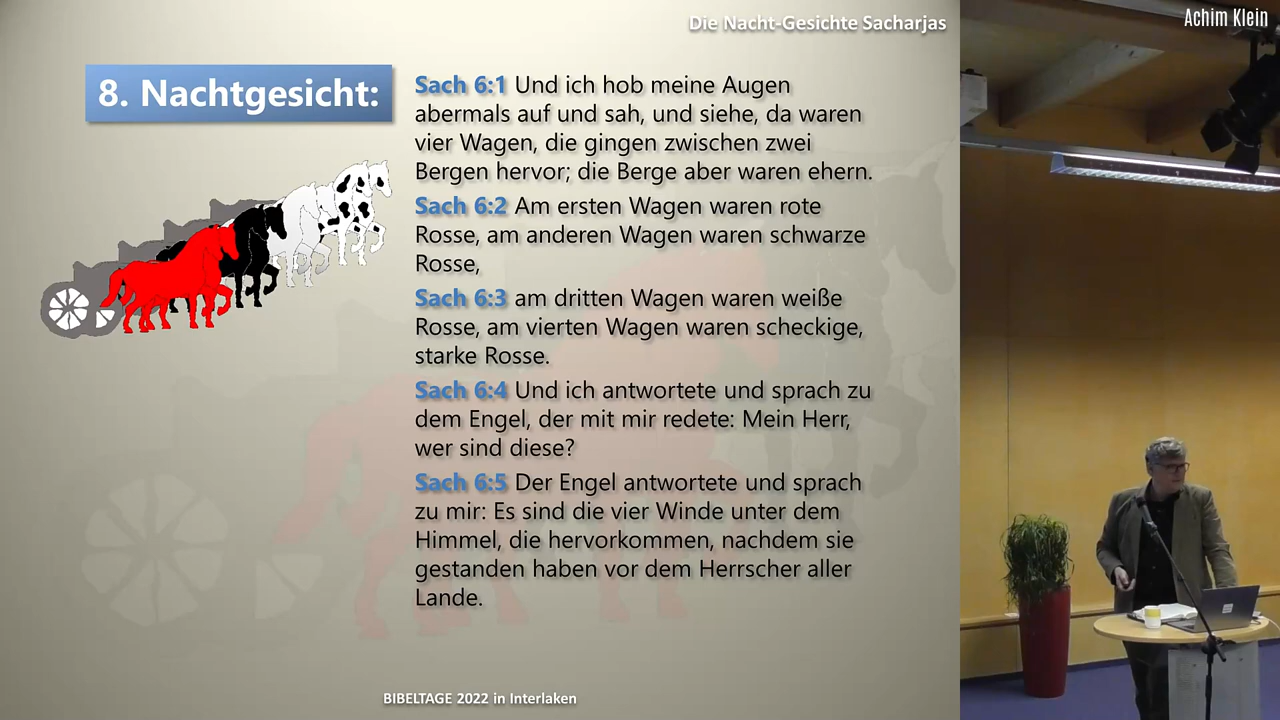 Die Nacht-Gesichte Sacharjas
Achim Klein
8. Nachtgesicht:
Sach 6:1 Und ich hob meine Augen
abermals auf und sah, und siehe, da waren
vier Wagen, die gingen zwischen zwei
Bergen hervor; die Berge aber waren ehern.
Sach 6:2 Am ersten Wagen waren rote
Rosse, am anderen Wagen waren schwarze
Rosse,
Sach 6:3 am dritten Wagen waren weiße
Rosse, am vierten Wagen waren scheckige,
starke Rosse.
Sach 6:4 Und ich antwortete und sprach zu
dem Engel, der mit mir redete: Mein Herr,
wer sind diese?
Sach 6:5 Der Engel antwortete und sprach
zu mir: Es sind die vier Winde unter dem
Himmel, die hervorkommen, nachdem sie
gestanden haben vor dem Herrscher aller
Lande.
BIBELTAGE 2022 in Interlaken